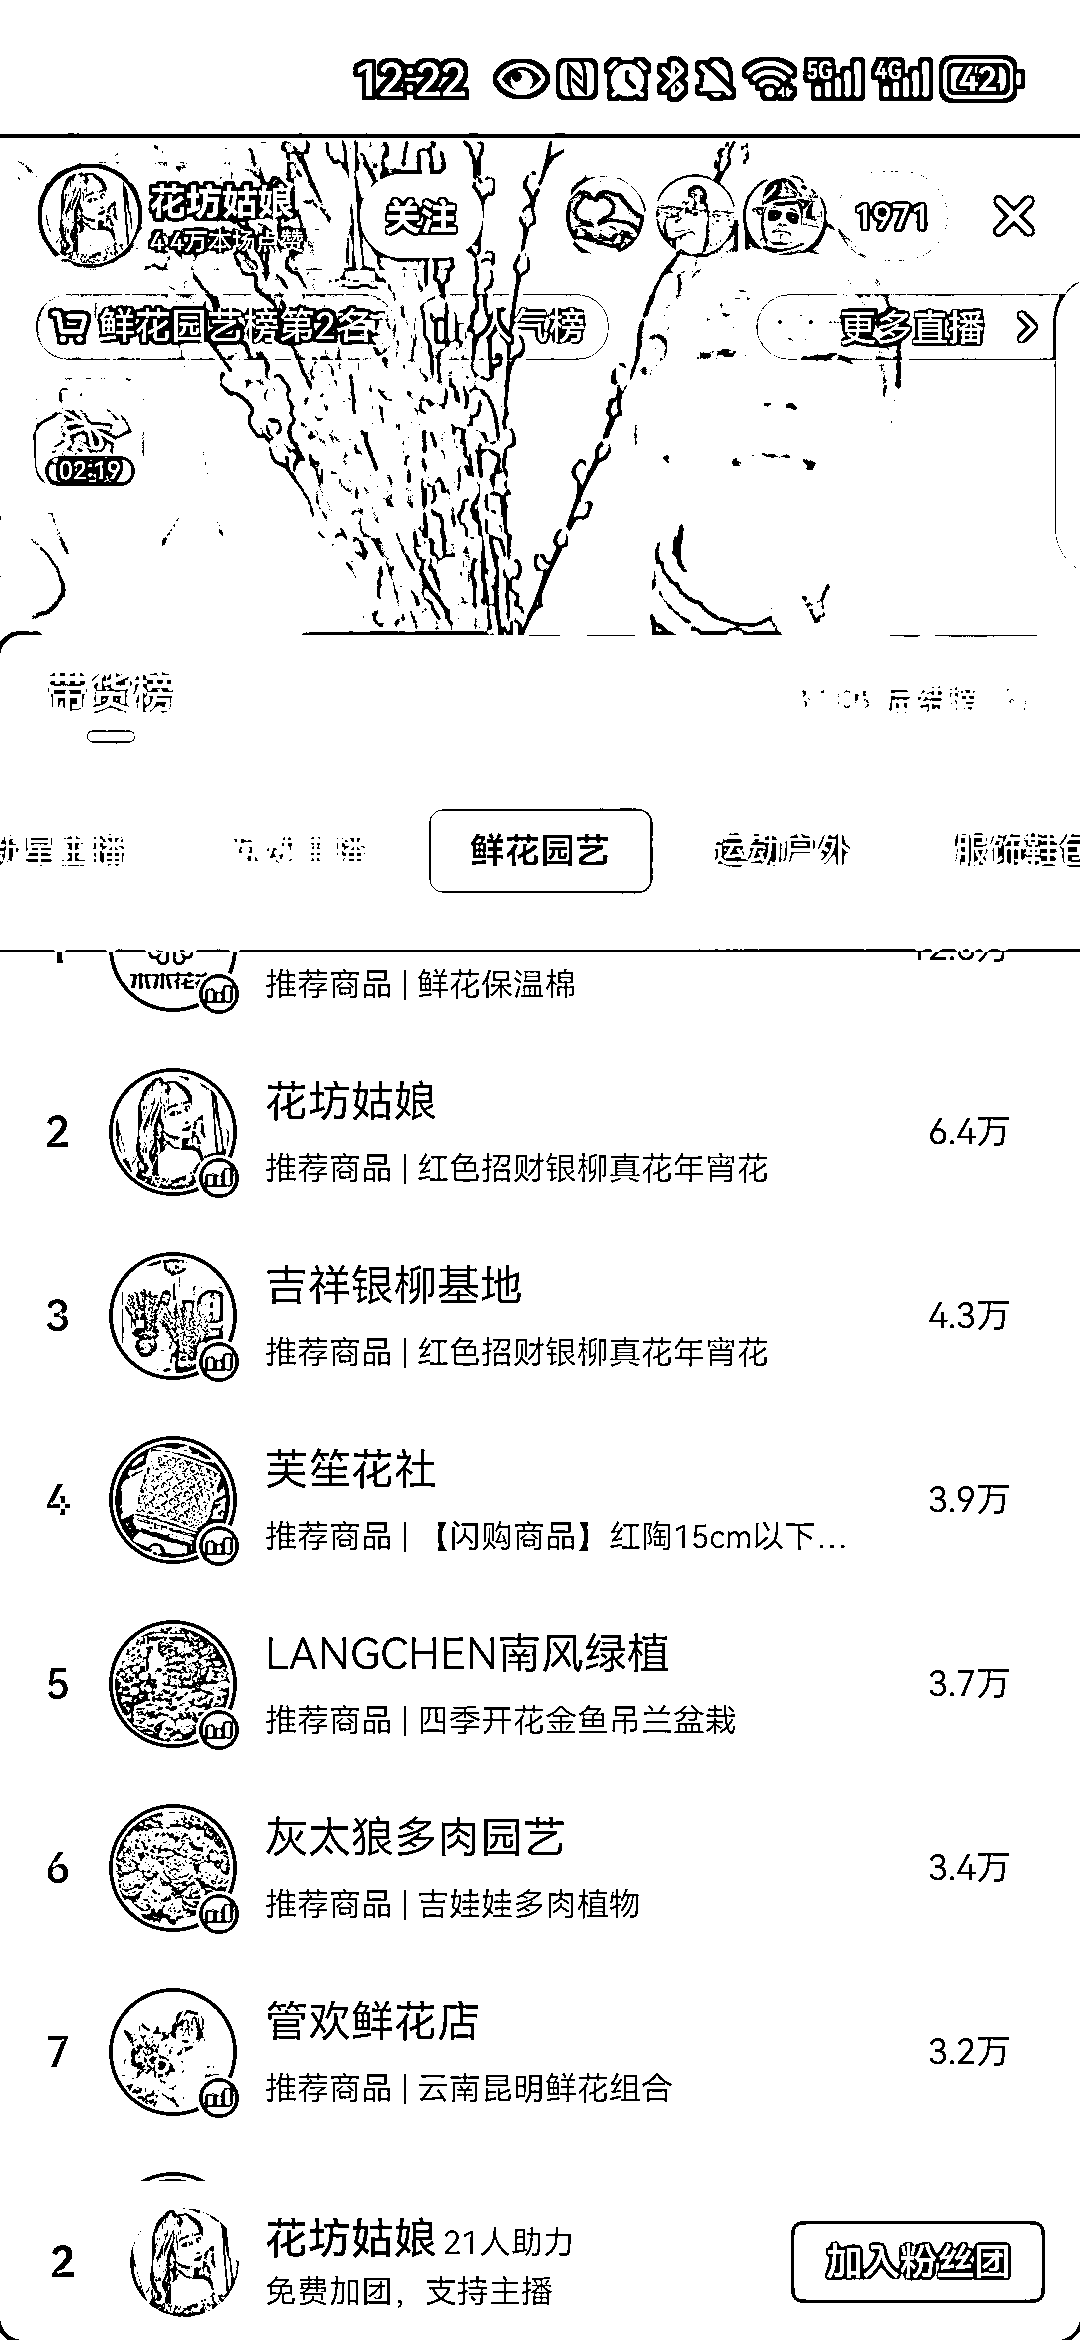 12:22 5G 4G 42
花坊姑娘 关注 1971
4.4万本场点赞
鲜花园艺榜第2名 人气榜 更多直播
02:19
带货榜
新星主播 互动主播 鲜花园艺 运动户外 服饰鞋包
推荐商品 | 鲜花保温棉
2 花坊姑娘 6.4万
推荐商品 | 红色招财银柳真花年宵花
3 吉祥银柳基地 4.3万
推荐商品 | 红色招财银柳真花年宵花
4 芙笙花社 3.9万
推荐商品 | 【闪购商品】红陶15cm以下...
5 LANGCHEN南风绿植 3.7万
推荐商品 | 四季开花金鱼吊兰盆栽
6 灰太狼多肉园艺 3.4万
推荐商品 | 吉娃娃多肉植物
7 管欢鲜花店 3.2万
推荐商品 | 云南昆明鲜花组合
2 花坊姑娘 21人助力 加入粉丝团
免费加团，支持主播